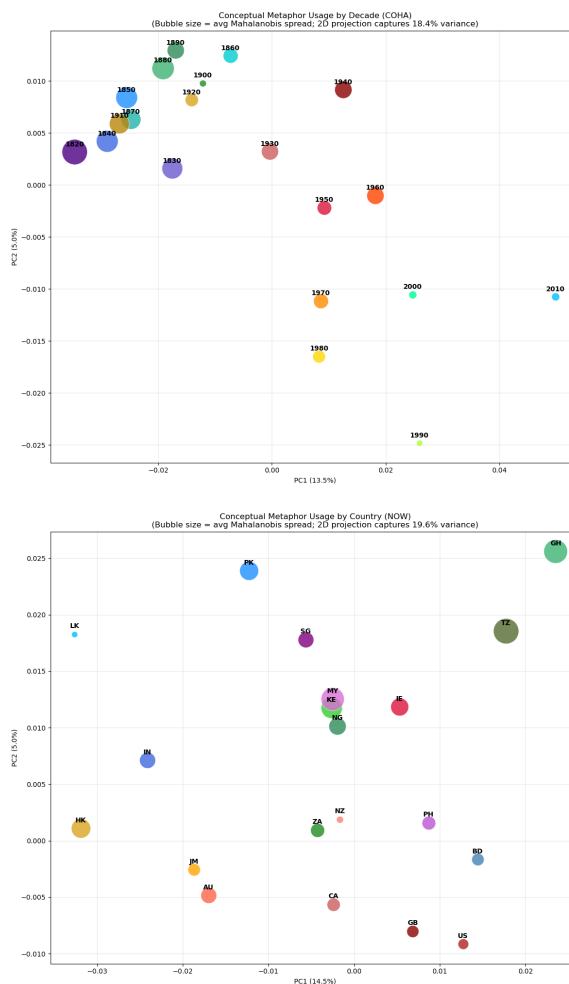 Conceptual Metaphor Usage by Decade (COHA)
(Bubble size = avg Mahalanobis spread; 2D projection captures 18.4% variance)
1890
1860
1880
1900
1940
0.010
1850
1920
1910
1870
0.005
1840
1820
1930
1830
0.000
1960
1950
PC2 (5.0%)
−0.005
2000
2010
−0.010
1970
−0.015
1980
−0.020
1990
−0.025
−0.02
0.00
0.02
0.04
PC1 (13.5%)
Conceptual Metaphor Usage by Country (NOW)
(Bubble size = avg Mahalanobis spread; 2D projection captures 19.6% variance)
GH
0.025
PK
0.020
LK
SG
TZ
0.015
MY
KE
IE
NG
0.010
PC2 (5.0%)
IN
0.005
HK
NZ
ZA
PH
0.000
BD
JM
AU
−0.005
CA
GB
US
−0.010
−0.03
−0.02
−0.01
0.00
0.01
0.02
PC1 (14.5%)